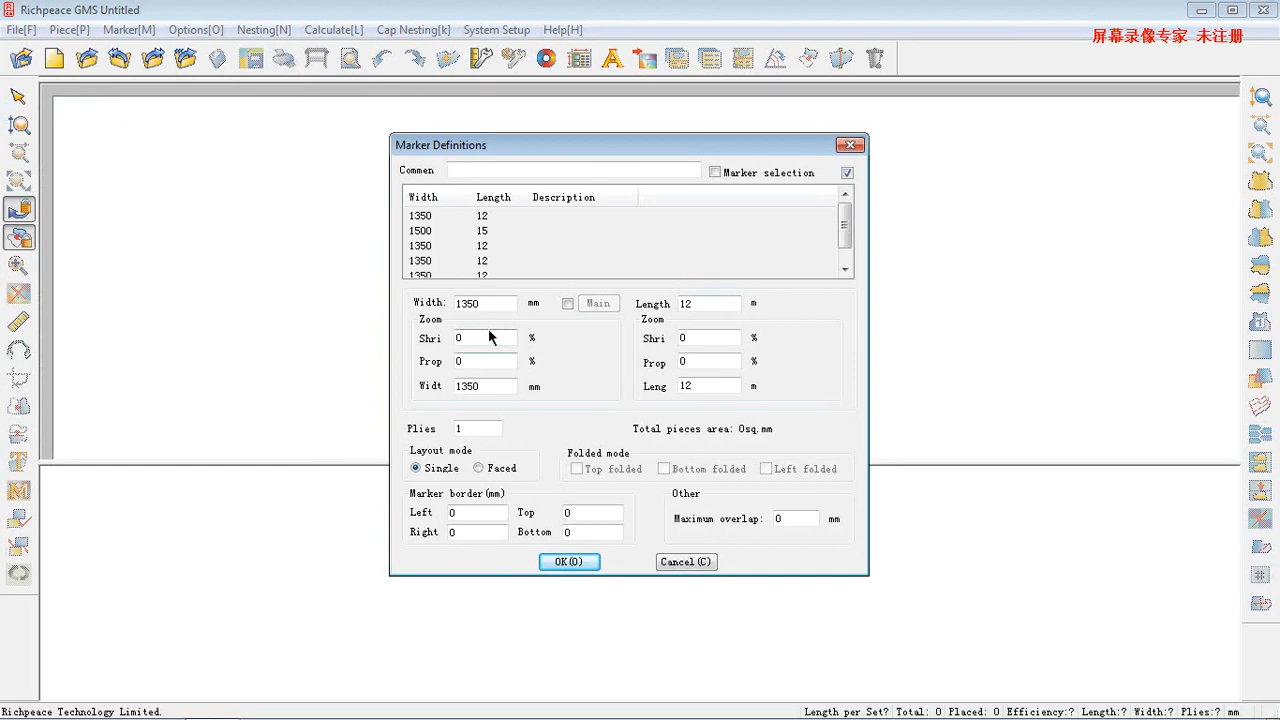 Richpeace GMS Untitled
File[F] Piece[P] Marker[M] Options[O] Nesting[N] Calculate[L] Cap Nesting[k] System Setup Help[H]
屏幕录像专家 未注册
Marker Definitions
Commen Marker selection
Width Length Description
1350 12
1500 15
1350 12
1350 12
1350 12
Width: 1350 mm Main Length 12 m
Zoom Zoom
Shri 0 % Shri 0 %
Prop 0 % Prop 0 %
Widt 1350 mm Leng 12 m
Plies 1 Total pieces area: 0sq.mm
Layout mode Folded mode
Single Faced Top folded Bottom folded Left folded
Marker border(mm) Other
Left 0 Top 0 Maximum overlap: 0 mm
Right 0 Bottom 0
OK(O) Cancel(C)
Richpeace Technology Limited. Length per Set? Total: 0 Placed: 0 Efficiency:? Length:? Width:? Plies:? mm